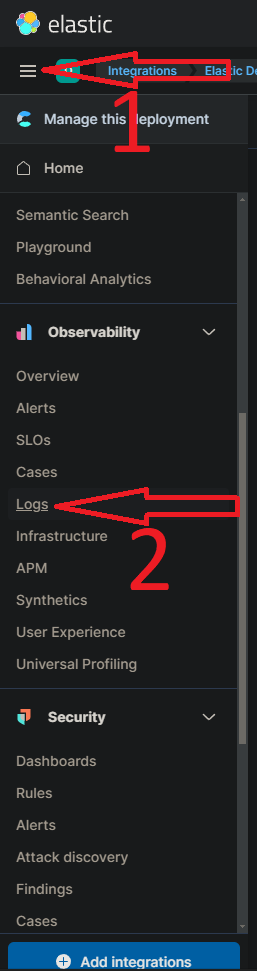 elastic
Integrations Elastic De
1
Manage this deployment
Home
Semantic Search
Playground
Behavioral Analytics
Observability
Overview
Alerts
SLOs
Cases
Logs
Infrastructure
2
APM
Synthetics
User Experience
Universal Profiling
Security
Dashboards
Rules
Alerts
Attack discovery
Findings
Cases
Add integrations